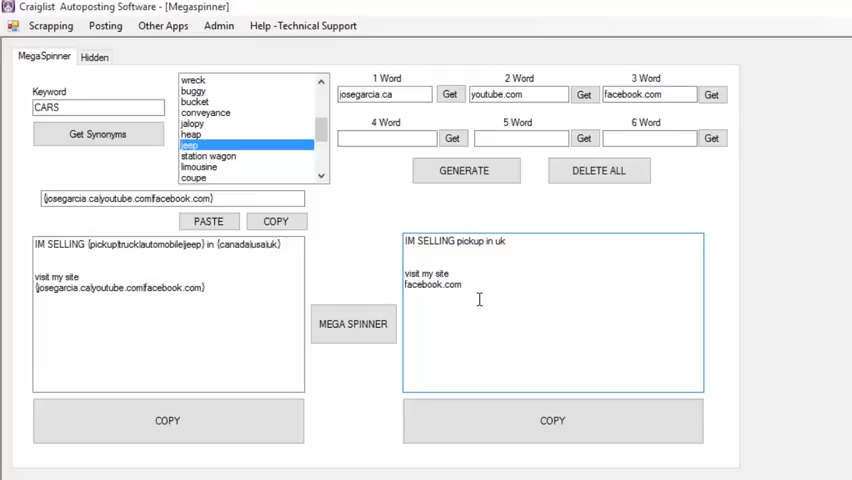 Craiglist Autoposting Software - [Megaspinner]
Scrapping Posting Other Apps Admin Help -Technical Support
MegaSpinner Hidden
Keyword
CARS
Get Synonyms
wreck
buggy
bucket
conveyance
jalopy
heap
jeep
station wagon
limousine
coupe
1 Word 2 Word 3 Word
josegarcia.ca Get youtube.com Get facebook.com Get
4 Word 5 Word 6 Word
Get Get Get
GENERATE DELETE ALL
{josegarcia.ca|youtube.com|facebook.com}
PASTE COPY
IM SELLING {pickup|truck|automobile|jeep} in {canada|usa|uk}
visit my site
{josegarcia.ca|youtube.com|facebook.com}
MEGA SPINNER
IM SELLING pickup in uk
visit my site
facebook.com
COPY COPY